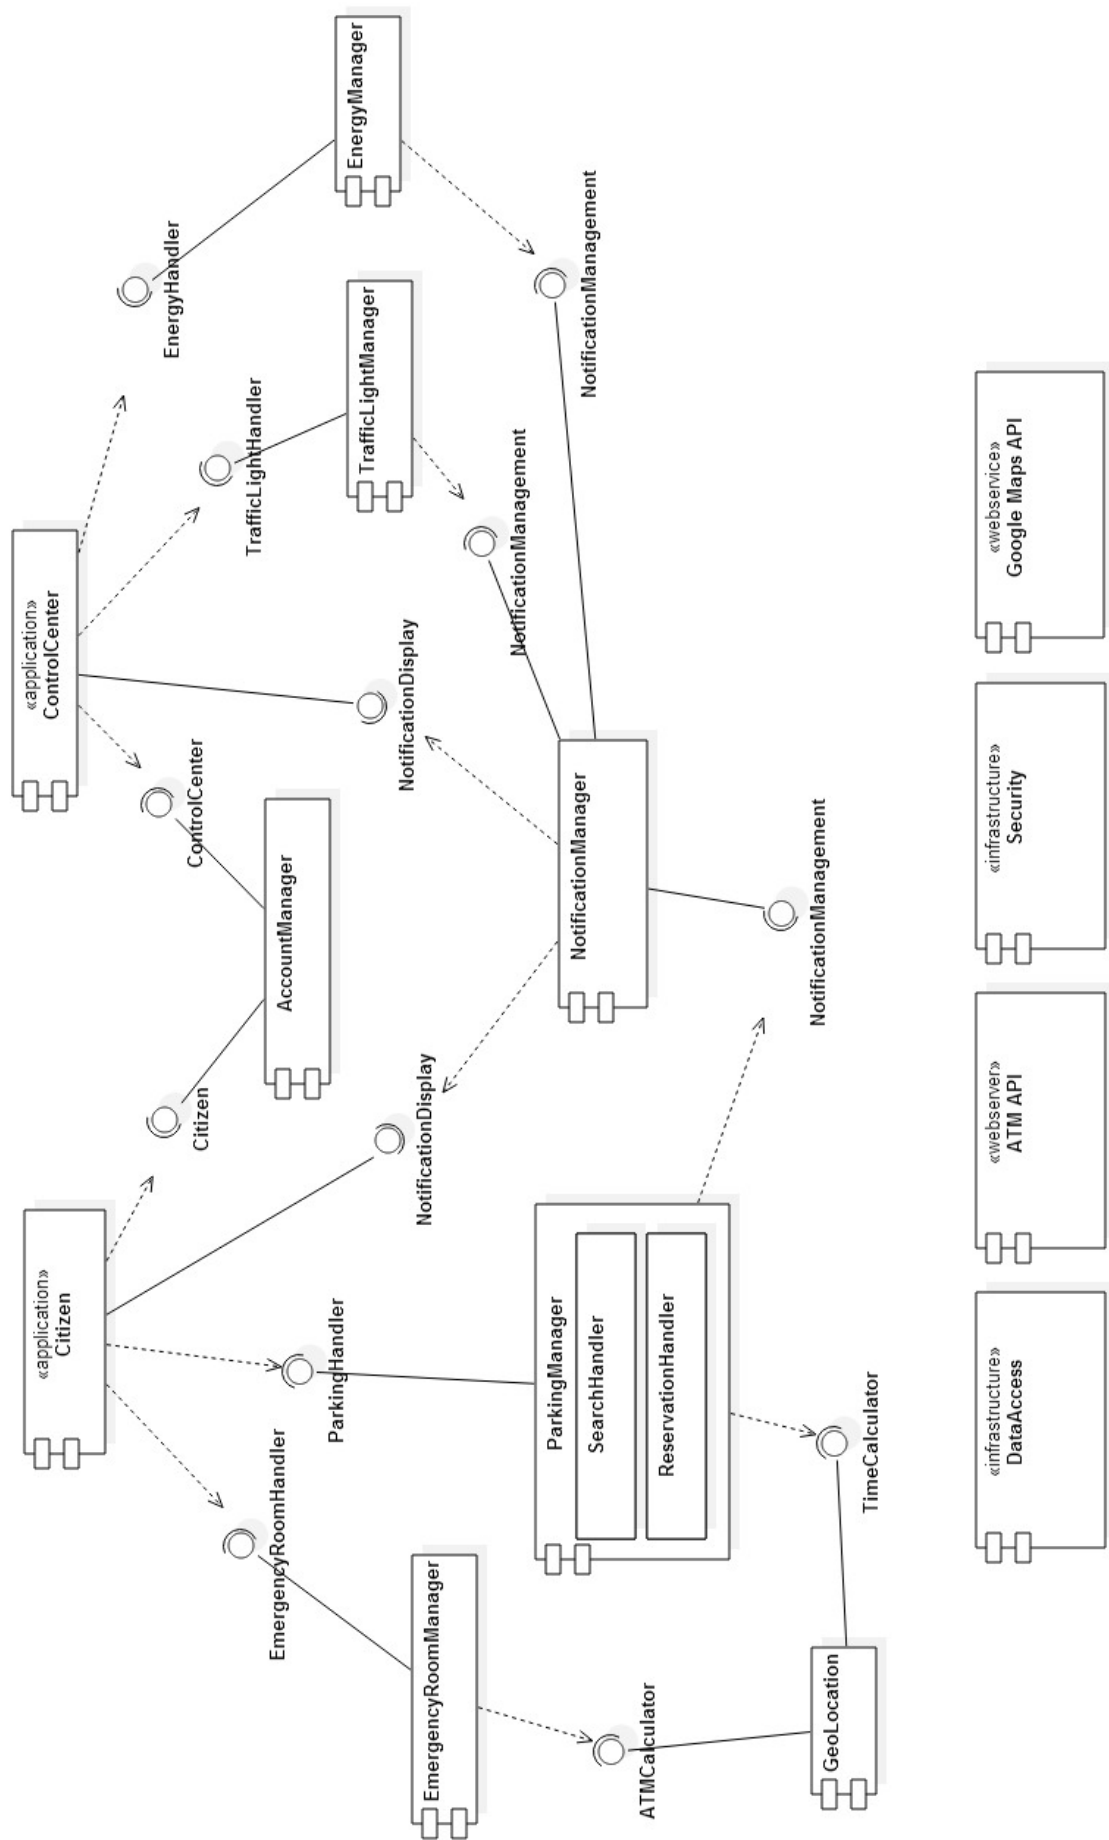 «application»
Citizen
«application»
ControlCenter
EmergencyRoomHandler
ParkingHandler
Citizen
ControlCenter
TrafficLightHandler
EnergyHandler
AccountManager
NotificationDisplay
NotificationDisplay
TrafficLightManager
EnergyManager
EmergencyRoomManager
ParkingManager
SearchHandler
ReservationHandler
NotificationManager
NotificationManagement
NotificationManagement
ATMCalculator
GeoLocation
TimeCalculator
NotificationManagement
«infrastructure»
DataAccess
«webserver»
ATM API
«infrastructure»
Security
«webservice»
Google Maps API